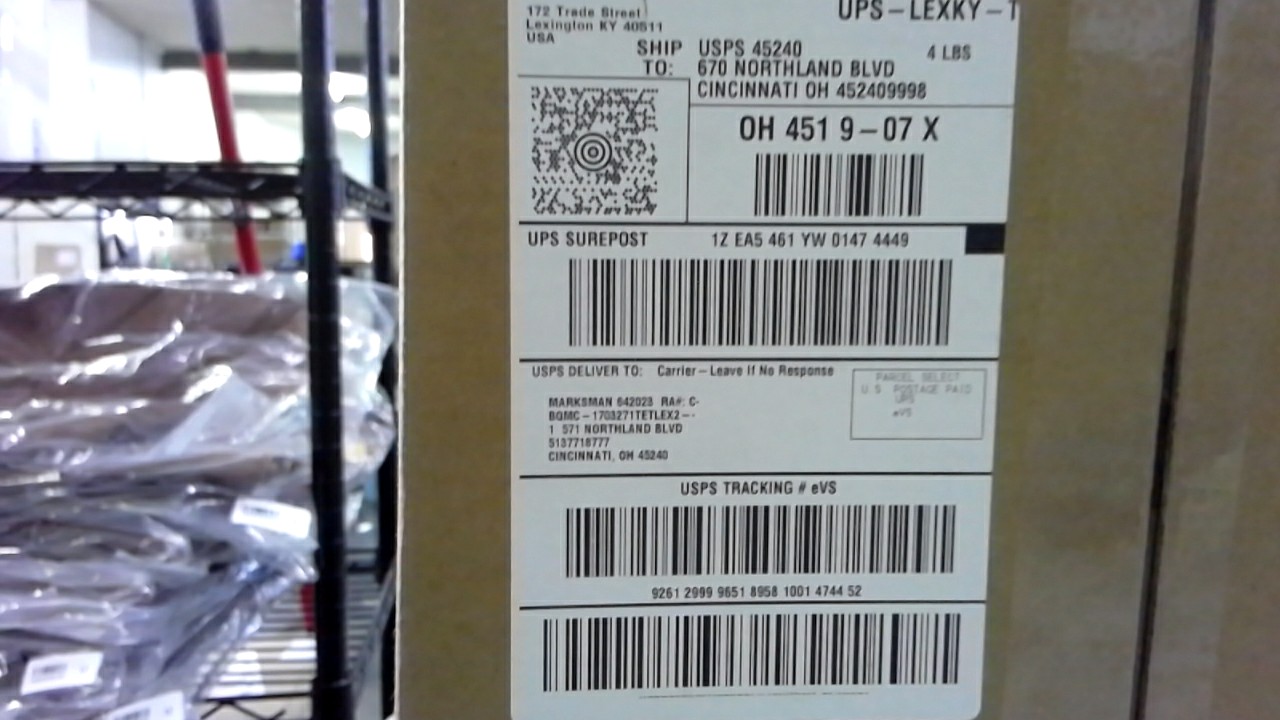 172 Trade Street
Lexington KY 40511
USA
UPS-LEXKY-T
4 LBS
SHIP TO:
USPS 45240
670 NORTHLAND BLVD
CINCINNATI OH 452409998
OH 451 9-07 X
UPS SUREPOST 1Z EA5 461 YW 0147 4449
USPS DELIVER TO: Carrier-Leave If No Response
PARCEL SELECT
U.S. POSTAGE PAID
UPS
eVS
MARKSMAN 642023 RA#: C-
BQMC-1703271TETLEX2--
1 571 NORTHLAND BLVD
5137718777
CINCINNATI, OH 45240
USPS TRACKING # eVS
9261 2999 9651 8958 1001 4744 52